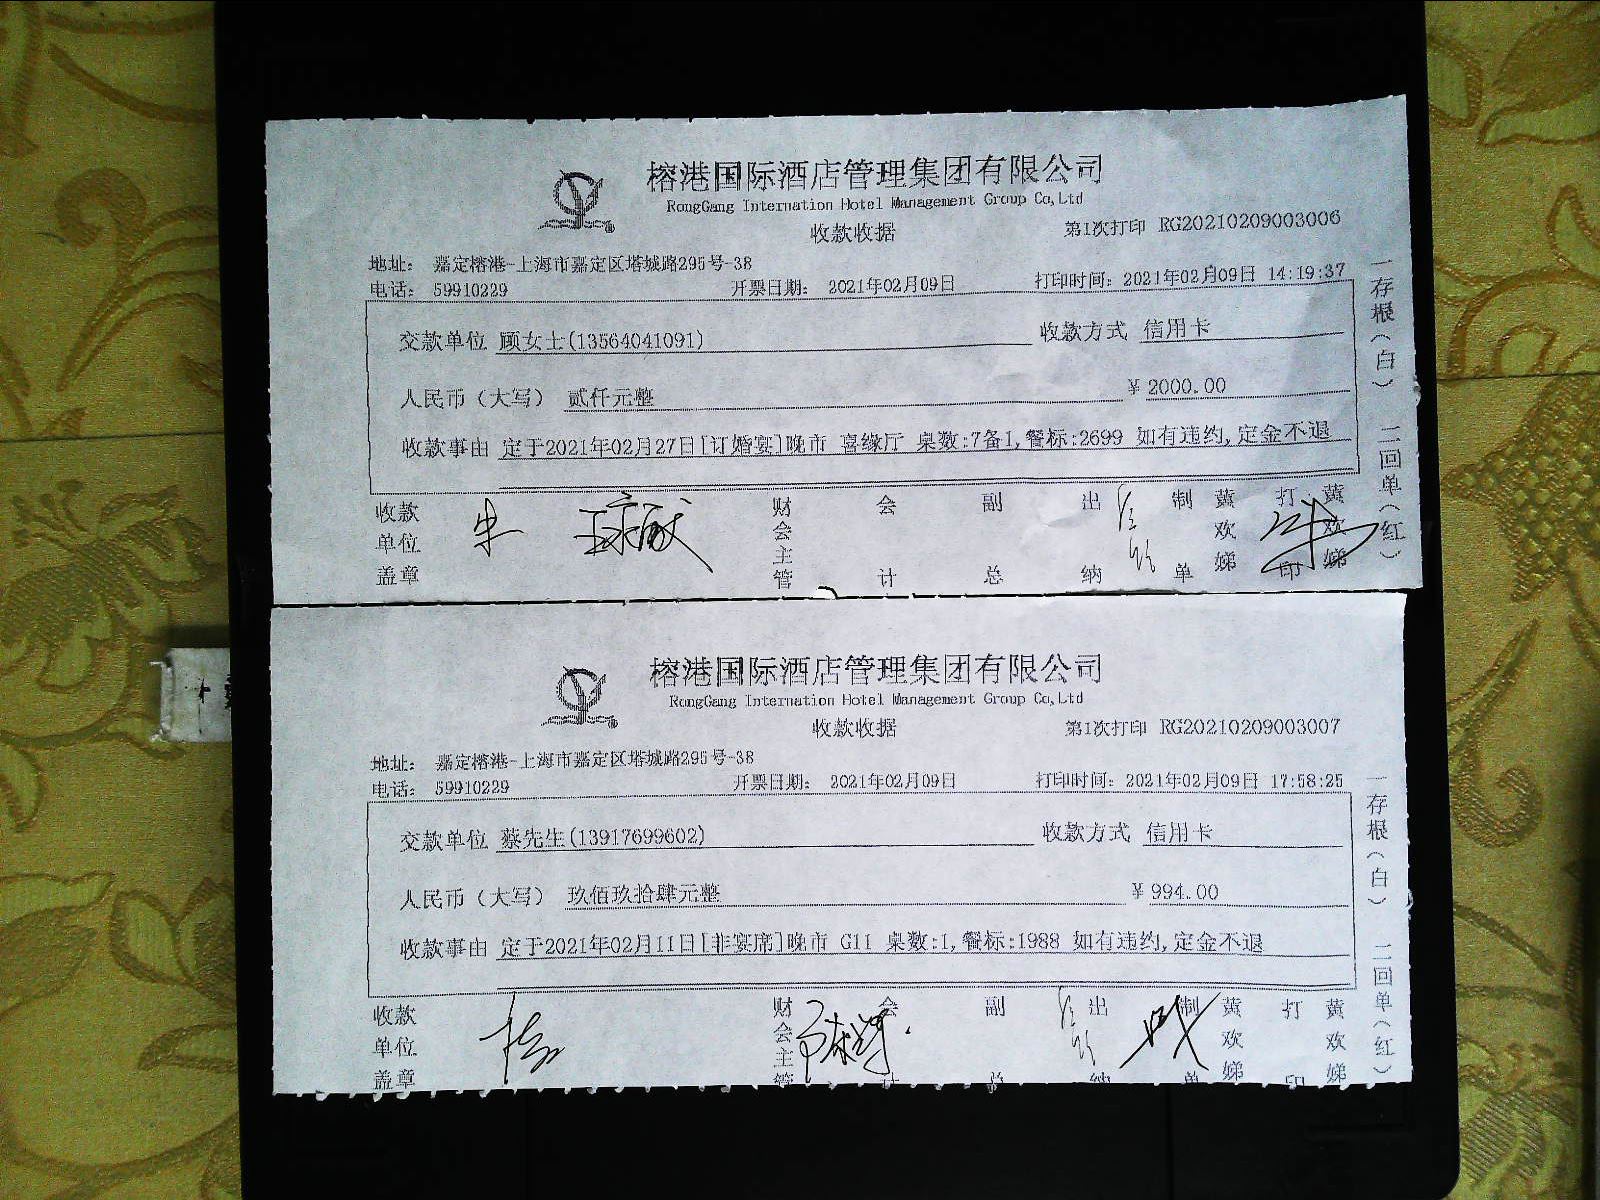 榕港国际酒店管理集团有限公司
RongGang Internation Hotel Management Group Co,Ltd
收款收据
第1次打印 RG20210209003006
地址： 嘉定榕港-上海市嘉定区塔城路295号-38
电话： 59910229 开票日期： 2021年02月09日 打印时间：2021年02月09日 14:19:37
交款单位 顾女士(13564041091) 收款方式 信用卡
人民币（大写） 贰仟元整 ￥2000.00
收款事由 定于2021年02月27日[订婚宴]晚市 喜缘厅 桌数:7备1,餐标:2699 如有违约,定金不退
收款单位盖章 财会主管 会计 副总 出纳 制单 黄欢娣 打印 黄欢娣
一存根（白） 二回单（红）
榕港国际酒店管理集团有限公司
RongGang Internation Hotel Management Group Co,Ltd
收款收据
第1次打印 RG20210209003007
地址： 嘉定榕港-上海市嘉定区塔城路295号-38
电话： 59910229 开票日期： 2021年02月09日 打印时间：2021年02月09日 17:58:25
交款单位 蔡先生(13917699602) 收款方式 信用卡
人民币（大写） 玖佰玖拾肆元整 ￥994.00
收款事由 定于2021年02月11日[非宴席]晚市 G11 桌数:1,餐标:1988 如有违约,定金不退
收款单位盖章 财会主管 会计 副总 出纳 制单 黄欢娣 打印 黄欢娣
一存根（白） 二回单（红）